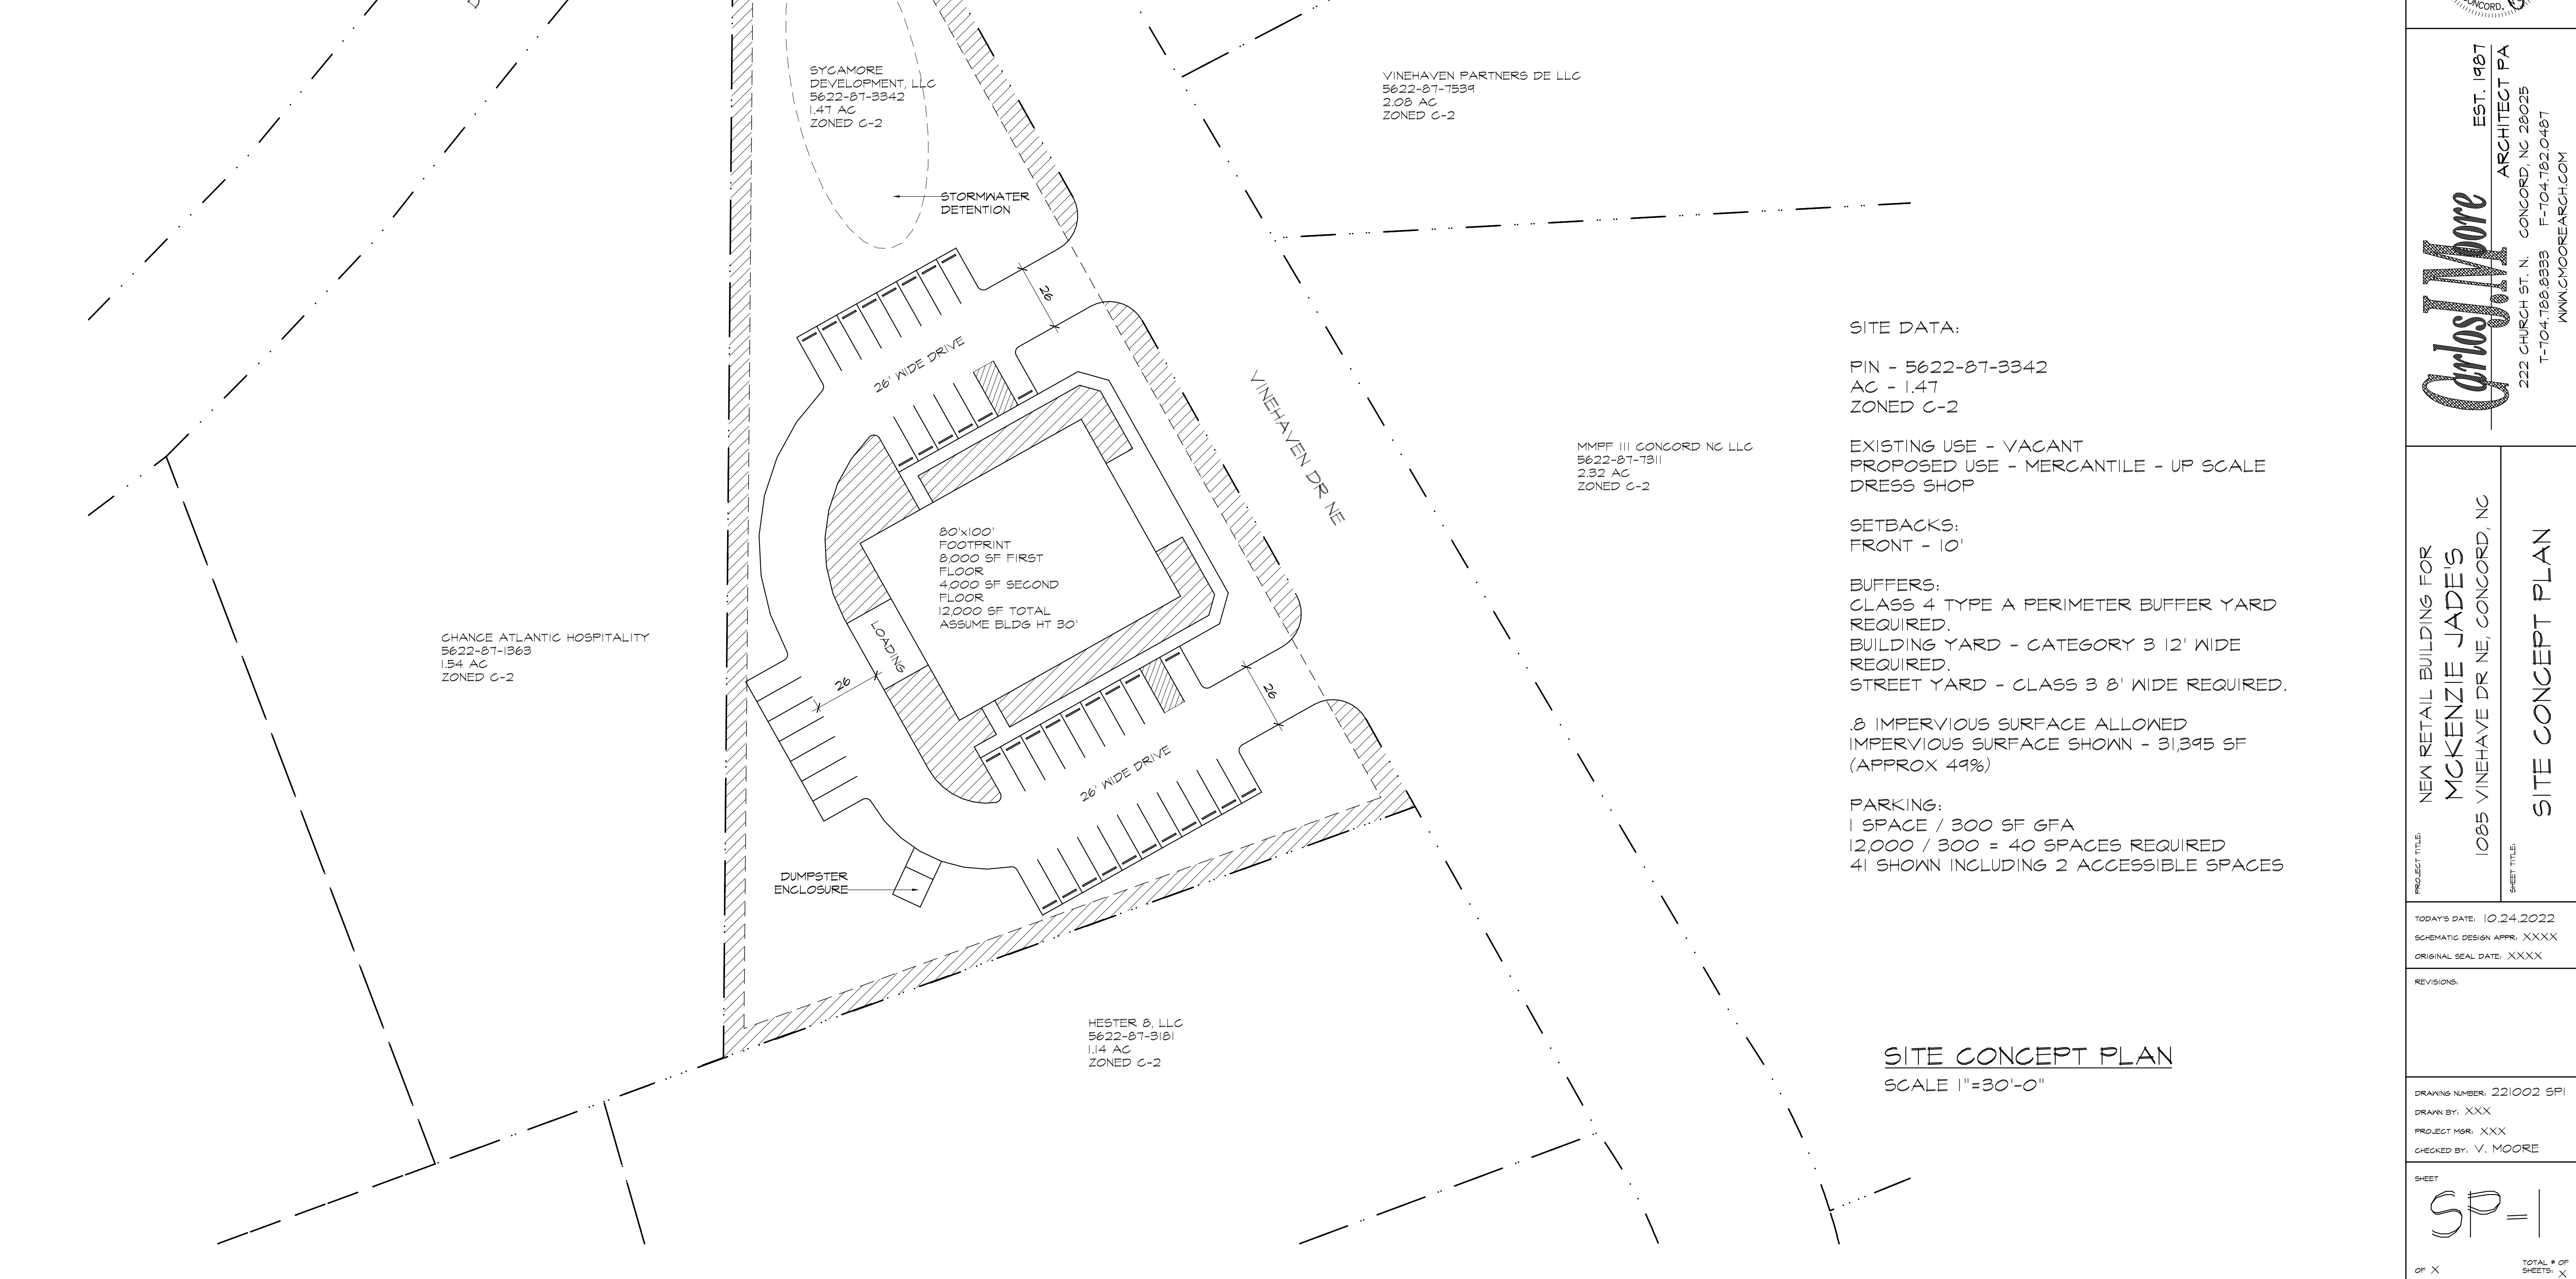 SYCAMORE
DEVELOPMENT, LLC
5622-87-3342
1.47 AC
ZONED C-2
VINEHAVEN PARTNERS DE LLC
5622-87-7539
2.08 AC
ZONED C-2
STORMWATER
DETENTION
26
26' WIDE DRIVE
VINEHAVEN DR NE
MMPF III CONCORD NC LLC
5622-87-7311
2.32 AC
ZONED C-2
80'x100'
FOOTPRINT
8,000 SF FIRST
FLOOR
4,000 SF SECOND
FLOOR
12,000 SF TOTAL
ASSUME BLDG HT 30'
LOADING
26
26
26' WIDE DRIVE
CHANCE ATLANTIC HOSPITALITY
5622-87-1363
1.54 AC
ZONED C-2
DUMPSTER
ENCLOSURE
HESTER 8, LLC
5622-87-3181
1.14 AC
ZONED C-2
SITE DATA:
PIN - 5622-87-3342
AC - 1.47
ZONED C-2
EXISTING USE - VACANT
PROPOSED USE - MERCANTILE - UP SCALE
DRESS SHOP
SETBACKS:
FRONT - 10'
BUFFERS:
CLASS 4 TYPE A PERIMETER BUFFER YARD
REQUIRED.
BUILDING YARD - CATEGORY 3 12' WIDE
REQUIRED.
STREET YARD - CLASS 3 8' WIDE REQUIRED.
.8 IMPERVIOUS SURFACE ALLOWED
IMPERVIOUS SURFACE SHOWN - 31,395 SF
(APPROX 49%)
PARKING:
1 SPACE / 300 SF GFA
12,000 / 300 = 40 SPACES REQUIRED
41 SHOWN INCLUDING 2 ACCESSIBLE SPACES
SITE CONCEPT PLAN
SCALE 1"=30'-0"
CONCORD,
Carlos J. Moore
EST. 1987
ARCHITECT PA
222 CHURCH ST. N. CONCORD, NC 28025
T-704.788.8333 F-704.782.0487
WWW.CMOOREARCH.COM
PROJECT TITLE:
NEW RETAIL BUILDING FOR
MCKENZIE JADE'S
1085 VINEHAVE DR NE, CONCORD, NC
SHEET TITLE:
SITE CONCEPT PLAN
TODAY'S DATE: 10.24.2022
SCHEMATIC DESIGN APPR: XXXX
ORIGINAL SEAL DATE: XXXX
REVISIONS:
DRAWING NUMBER: 221002 SP1
DRAWN BY: XXX
PROJECT MGR: XXX
CHECKED BY: V. MOORE
SHEET
SP-1
OF X
TOTAL # OF
SHEETS: X